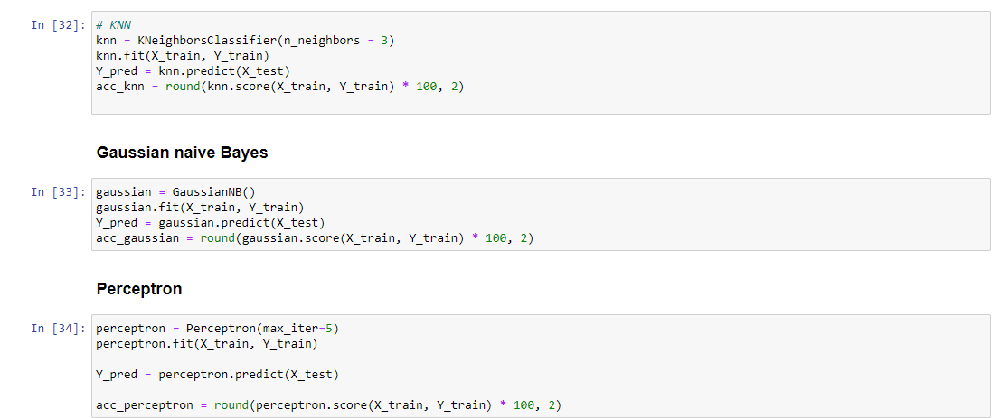 In [32]: # KNN
knn = KNeighborsClassifier(n_neighbors = 3)
knn.fit(X_train, Y_train)
Y_pred = knn.predict(X_test)
acc_knn = round(knn.score(X_train, Y_train) * 100, 2)
Gaussian naive Bayes
In [33]: gaussian = GaussianNB()
gaussian.fit(X_train, Y_train)
Y_pred = gaussian.predict(X_test)
acc_gaussian = round(gaussian.score(X_train, Y_train) * 100, 2)
Perceptron
In [34]: perceptron = Perceptron(max_iter=5)
perceptron.fit(X_train, Y_train)
Y_pred = perceptron.predict(X_test)
acc_perceptron = round(perceptron.score(X_train, Y_train) * 100, 2)